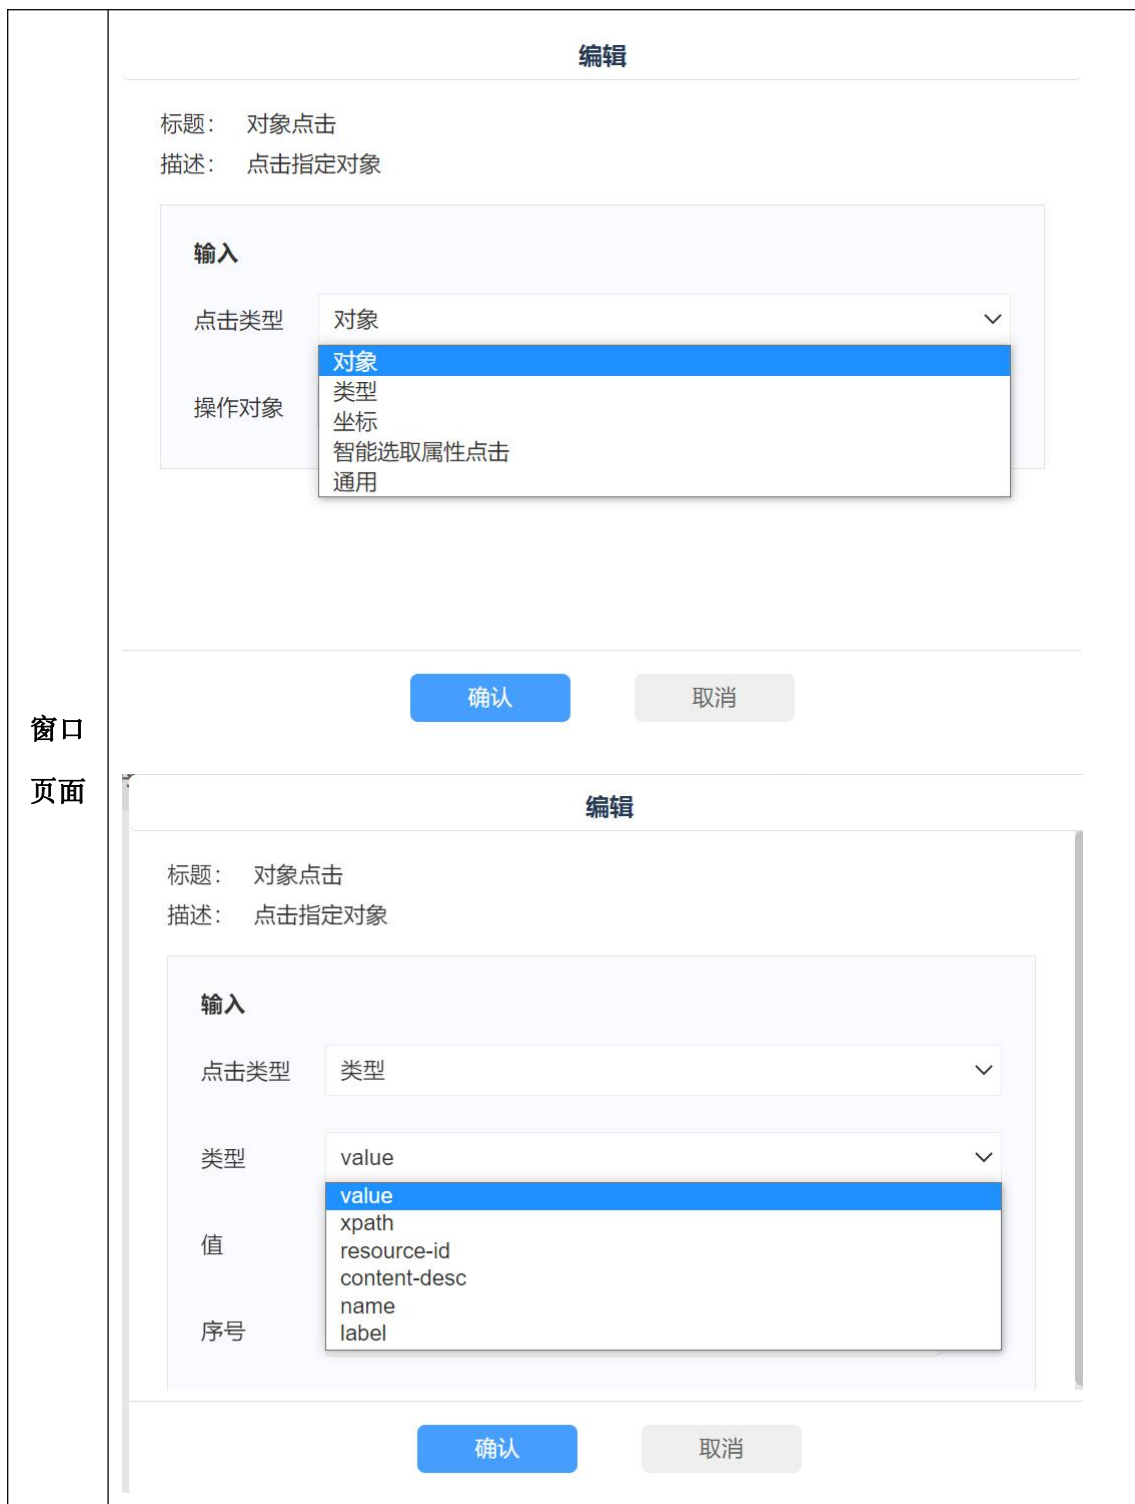 编辑
标题： 对象点击
描述： 点击指定对象
输入
点击类型 对象
对象
类型
操作对象
坐标
智能选取属性点击
通用
确认 取消
窗口
页面
编辑
标题： 对象点击
描述： 点击指定对象
输入
点击类型 类型
类型 value
value
xpath
值
resource-id
content-desc
name
序号
label
确认 取消